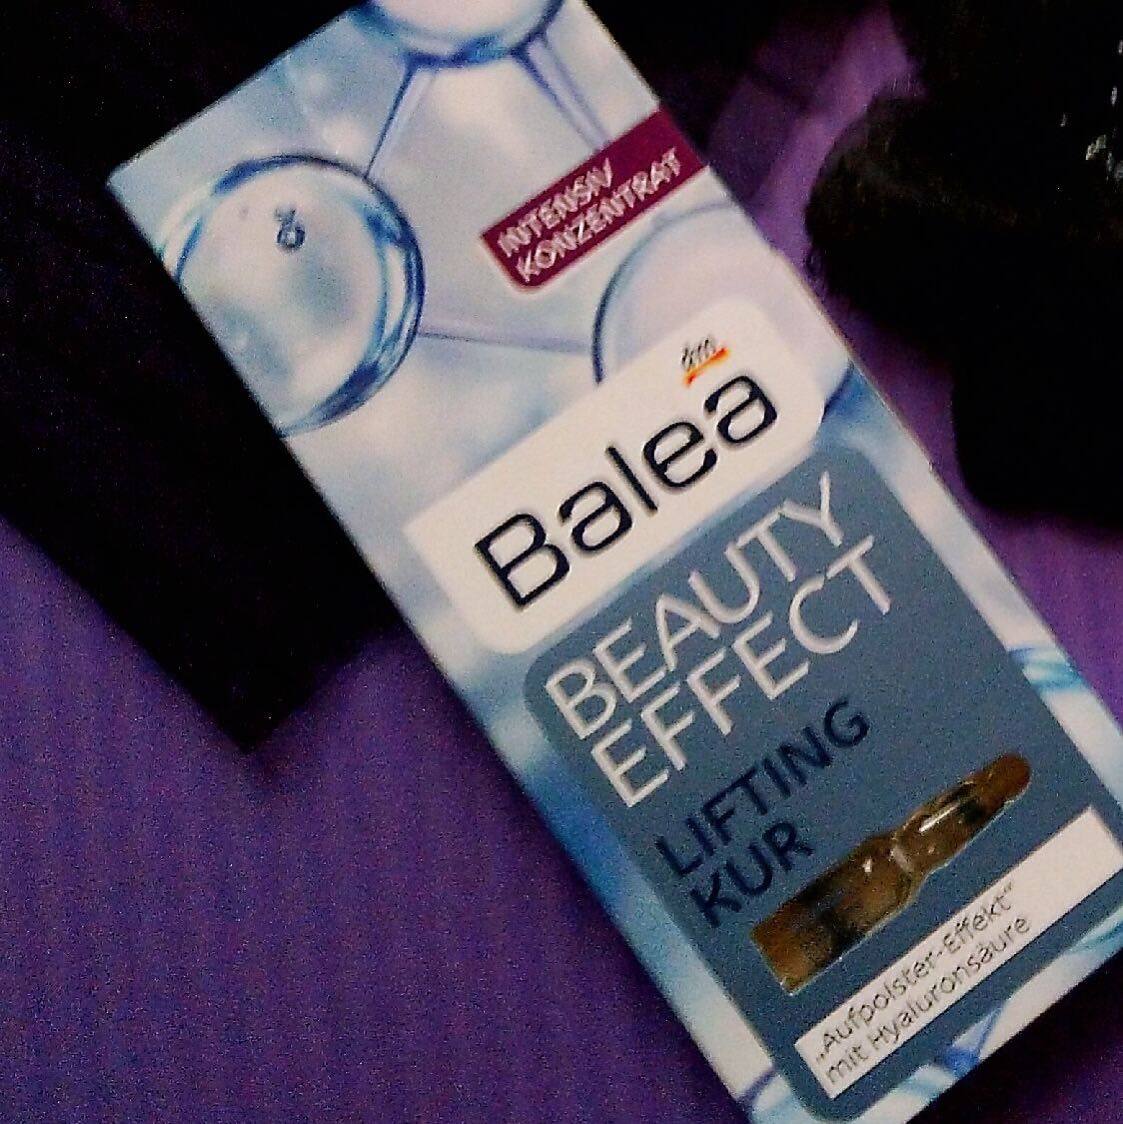 INTENSIV
KONZENTRAT
dm
Balea
BEAUTY
EFFECT
LIFTING
KUR
„Aufpolster-Effekt“
mit Hyaluronsäure